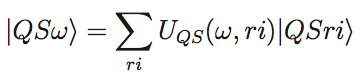 |QSω⟩ = ∑_{ri} U_{QS}(ω, ri)|QSri⟩